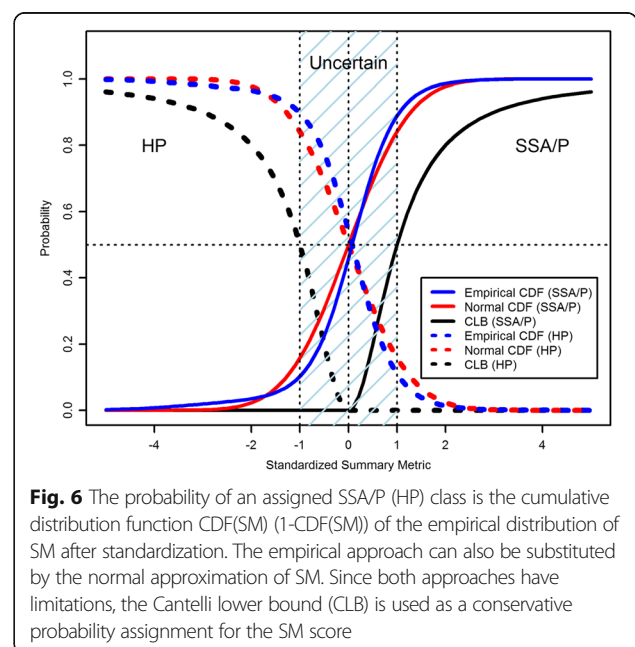 Uncertain
HP
SSA/P
Probability
1.0
0.8
0.6
0.4
0.2
0.0
Empirical CDF (SSA/P)
Normal CDF (SSA/P)
CLB (SSA/P)
Empirical CDF (HP)
Normal CDF (HP)
CLB (HP)
-4
-2
-1
0
1
2
4
Standardized Summary Metric
Fig. 6 The probability of an assigned SSA/P (HP) class is the cumulative
distribution function CDF(SM) (1-CDF(SM)) of the empirical distribution of
SM after standardization. The empirical approach can also be substituted
by the normal approximation of SM. Since both approaches have
limitations, the Cantelli lower bound (CLB) is used as a conservative
probability assignment for the SM score